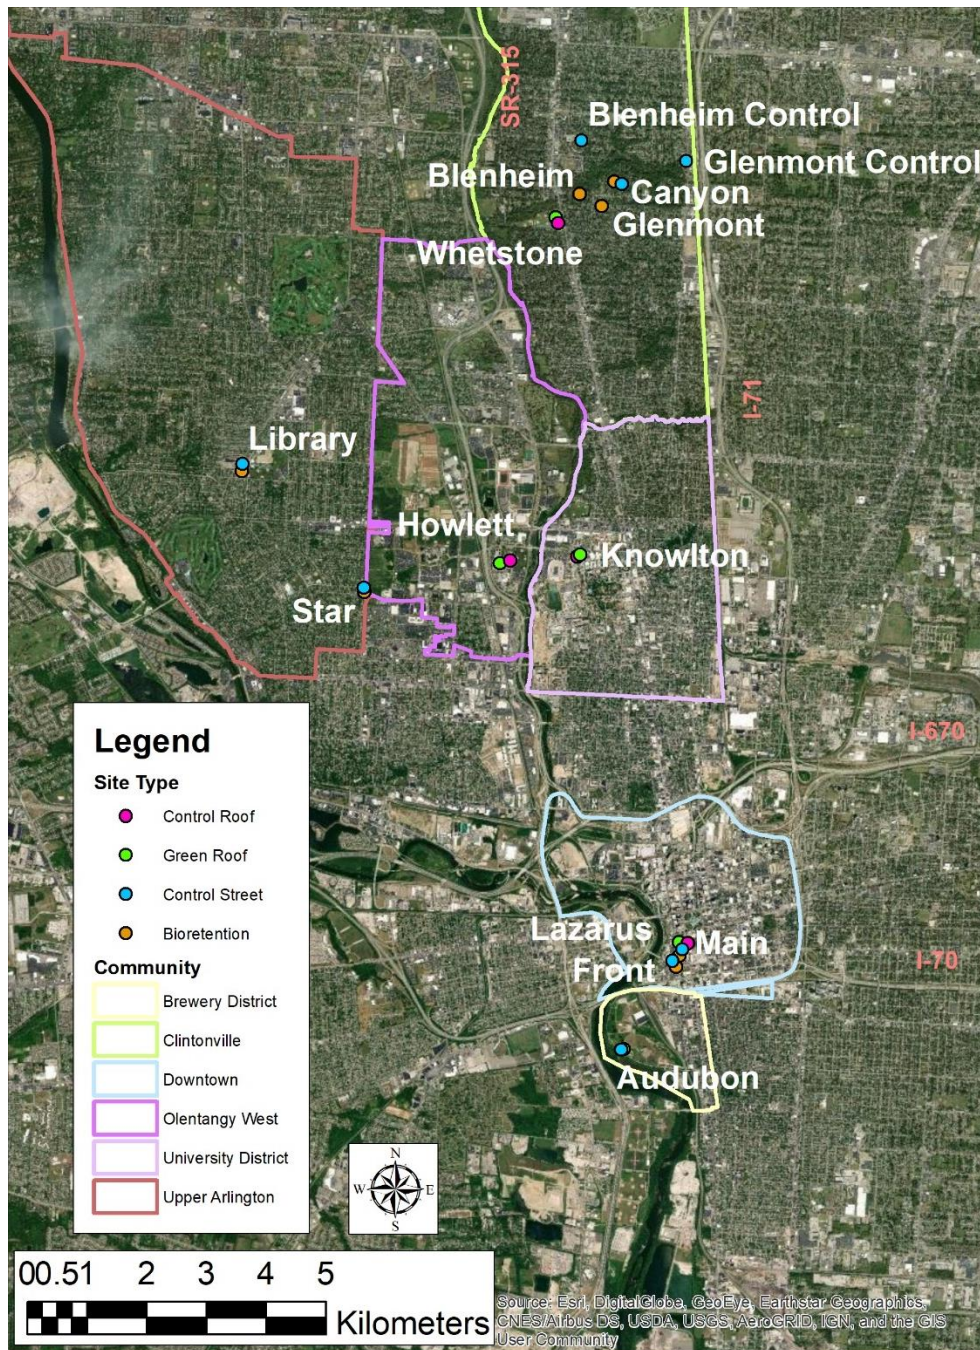 SR-315
Blenheim Control
Glenmont Control
Blenheim
Canyon
Glenmont
Whetstone
I-71
Library
Howlett
Knowlton
Star
I-670
Lazarus
Main
Front
I-70
Audubon
Legend
Site Type
Control Roof
Green Roof
Control Street
Bioretention
Community
Brewery District
Clintonville
Downtown
Olentangy West
University District
Upper Arlington
N
W E
S
00.51 2 3 4 5
Kilometers
Source: Esri, DigitalGlobe, GeoEye, Earthstar Geographics,
CNES/Airbus DS, USDA, USGS, AeroGRID, IGN, and the GIS
User Community